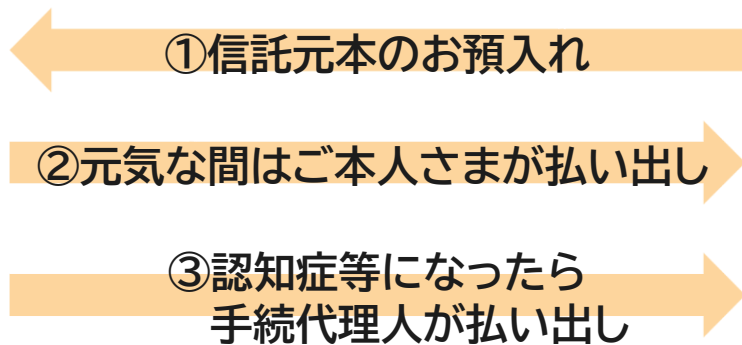 ①信託元本のお預入れ
②元気な間はご本人さまが払い出し
③認知症等になったら
手続代理人が払い出し